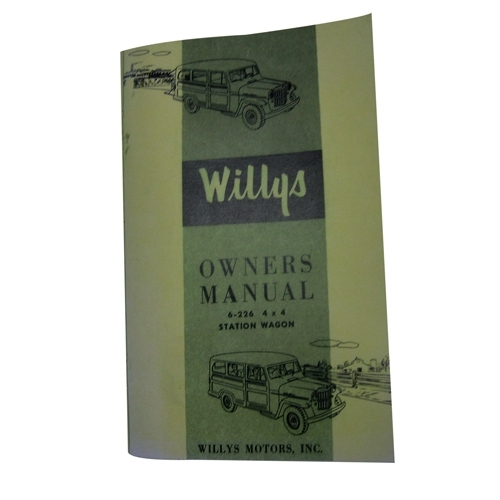 Willys
OWNERS
MANUAL
6-226 4 x 4
STATION WAGON
WILLYS MOTORS, INC.